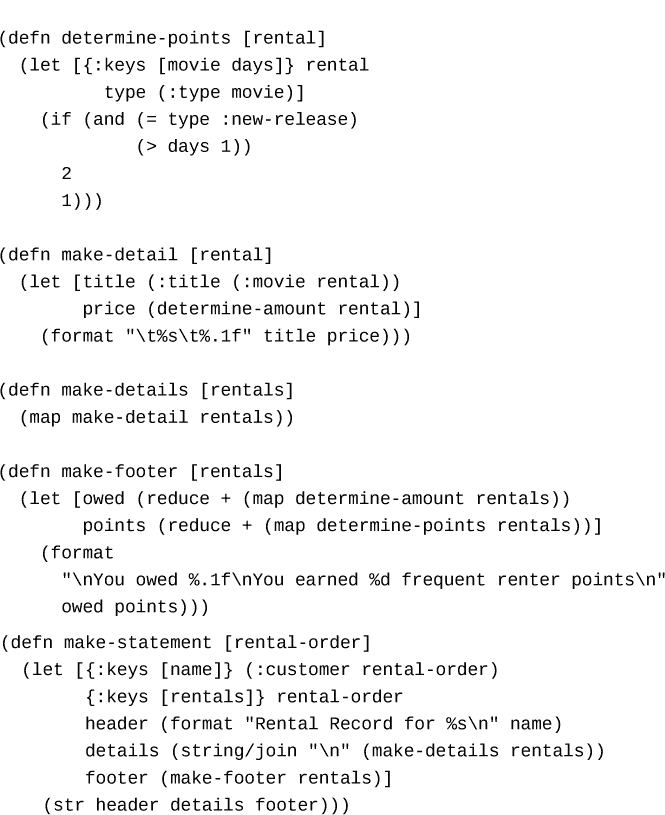 (defn determine-points [rental]
  (let [{:keys [movie days]} rental
          type (:type movie)]
    (if (and (= type :new-release)
             (> days 1))
      2
      1)))

(defn make-detail [rental]
  (let [title (:title (:movie rental))
        price (determine-amount rental)]
    (format "\t%s\t%.1f" title price)))

(defn make-details [rentals]
  (map make-detail rentals))

(defn make-footer [rentals]
  (let [owed (reduce + (map determine-amount rentals))
        points (reduce + (map determine-points rentals))]
    (format
      "\nYou owed %.1f\nYou earned %d frequent renter points\n"
      owed points)))
(defn make-statement [rental-order]
  (let [{:keys [name]} (:customer rental-order)
        {:keys [rentals]} rental-order
        header (format "Rental Record for %s\n" name)
        details (string/join "\n" (make-details rentals))
        footer (make-footer rentals)]
    (str header details footer)))